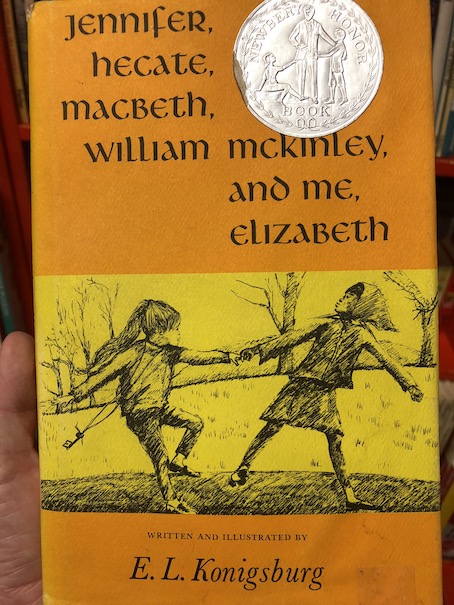 Jennifer,
Hecate,
Macbeth,
William McKinley,
and me,
Elizabeth
NEWBERY HONOR
BOOK
WRITTEN AND ILLUSTRATED BY
E. L. Konigsburg